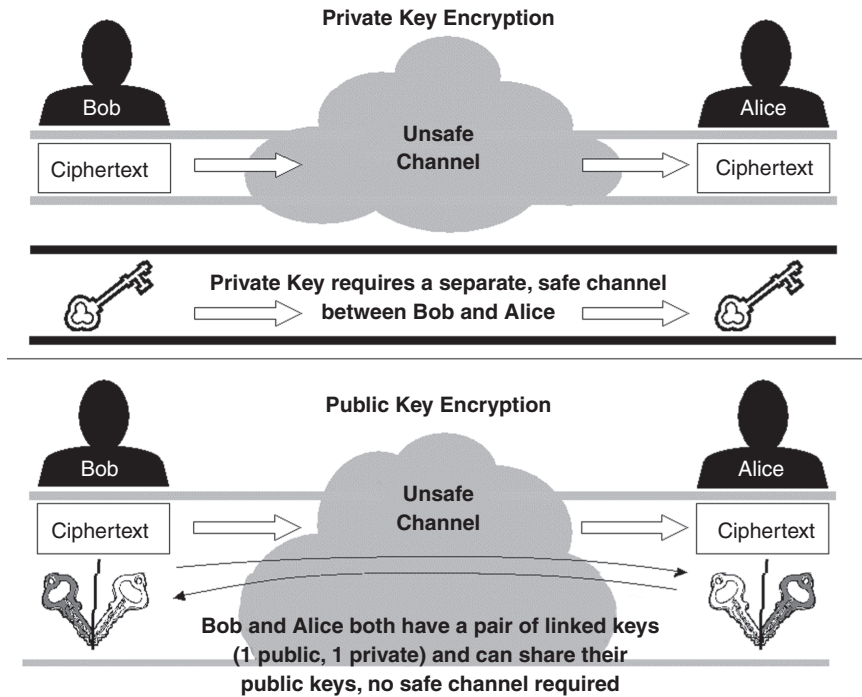 Private Key Encryption
Bob
Alice
Unsafe
Channel
Ciphertext
Ciphertext
Private Key requires a separate, safe channel
between Bob and Alice
Public Key Encryption
Bob
Alice
Unsafe
Channel
Ciphertext
Ciphertext
Bob and Alice both have a pair of linked keys
(1 public, 1 private) and can share their
public keys, no safe channel required